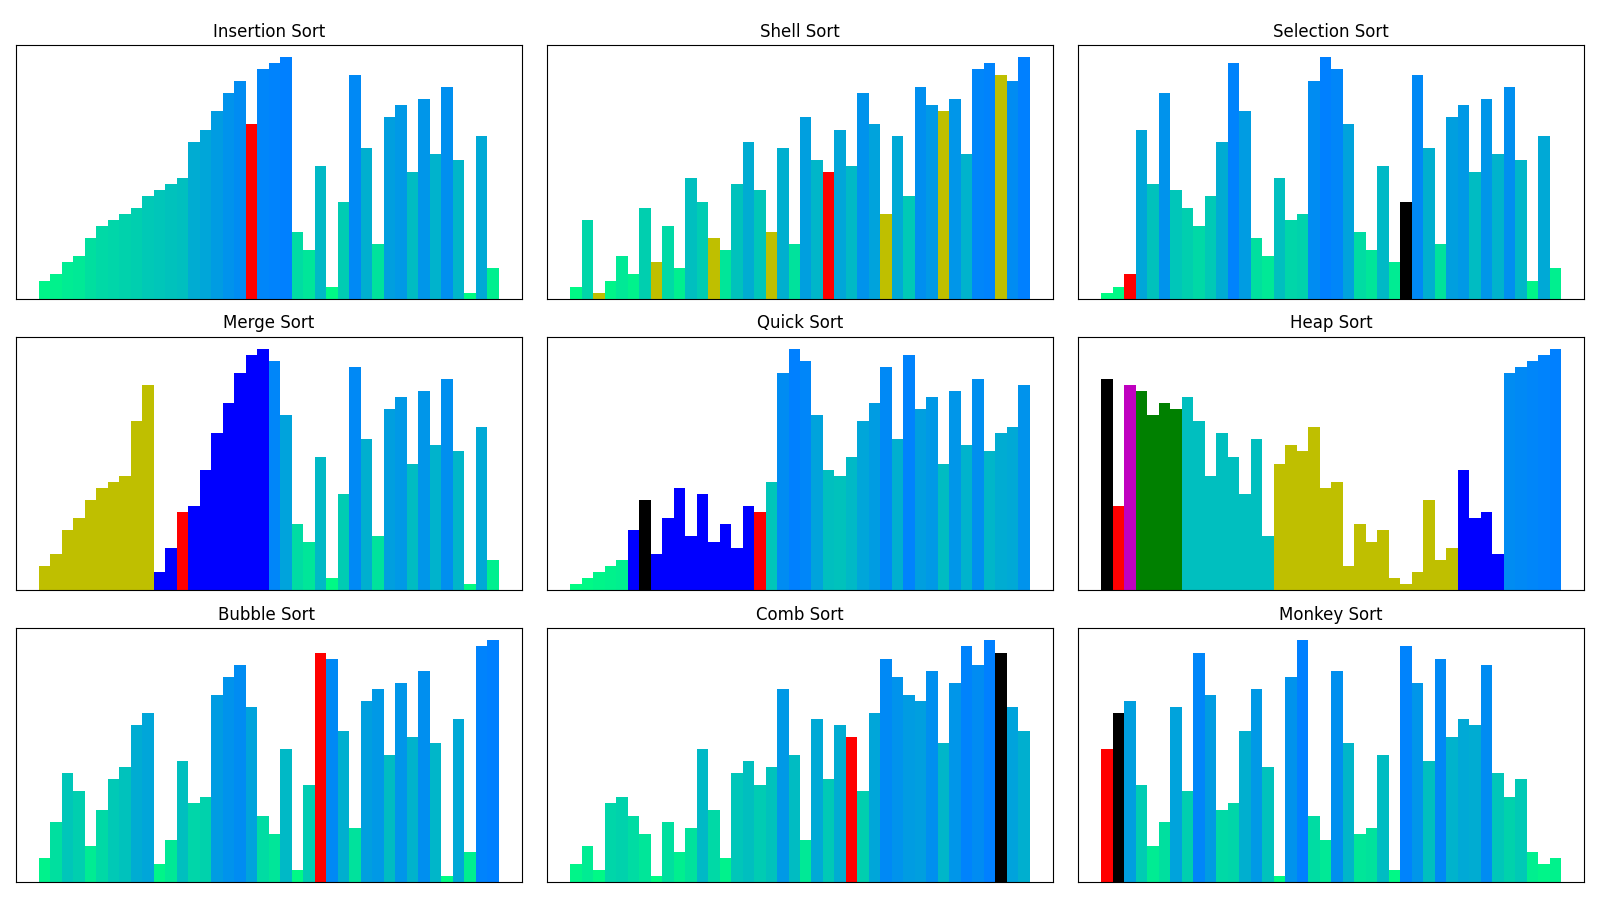 Insertion Sort
Shell Sort
Selection Sort
Merge Sort
Quick Sort
Heap Sort
Bubble Sort
Comb Sort
Monkey Sort